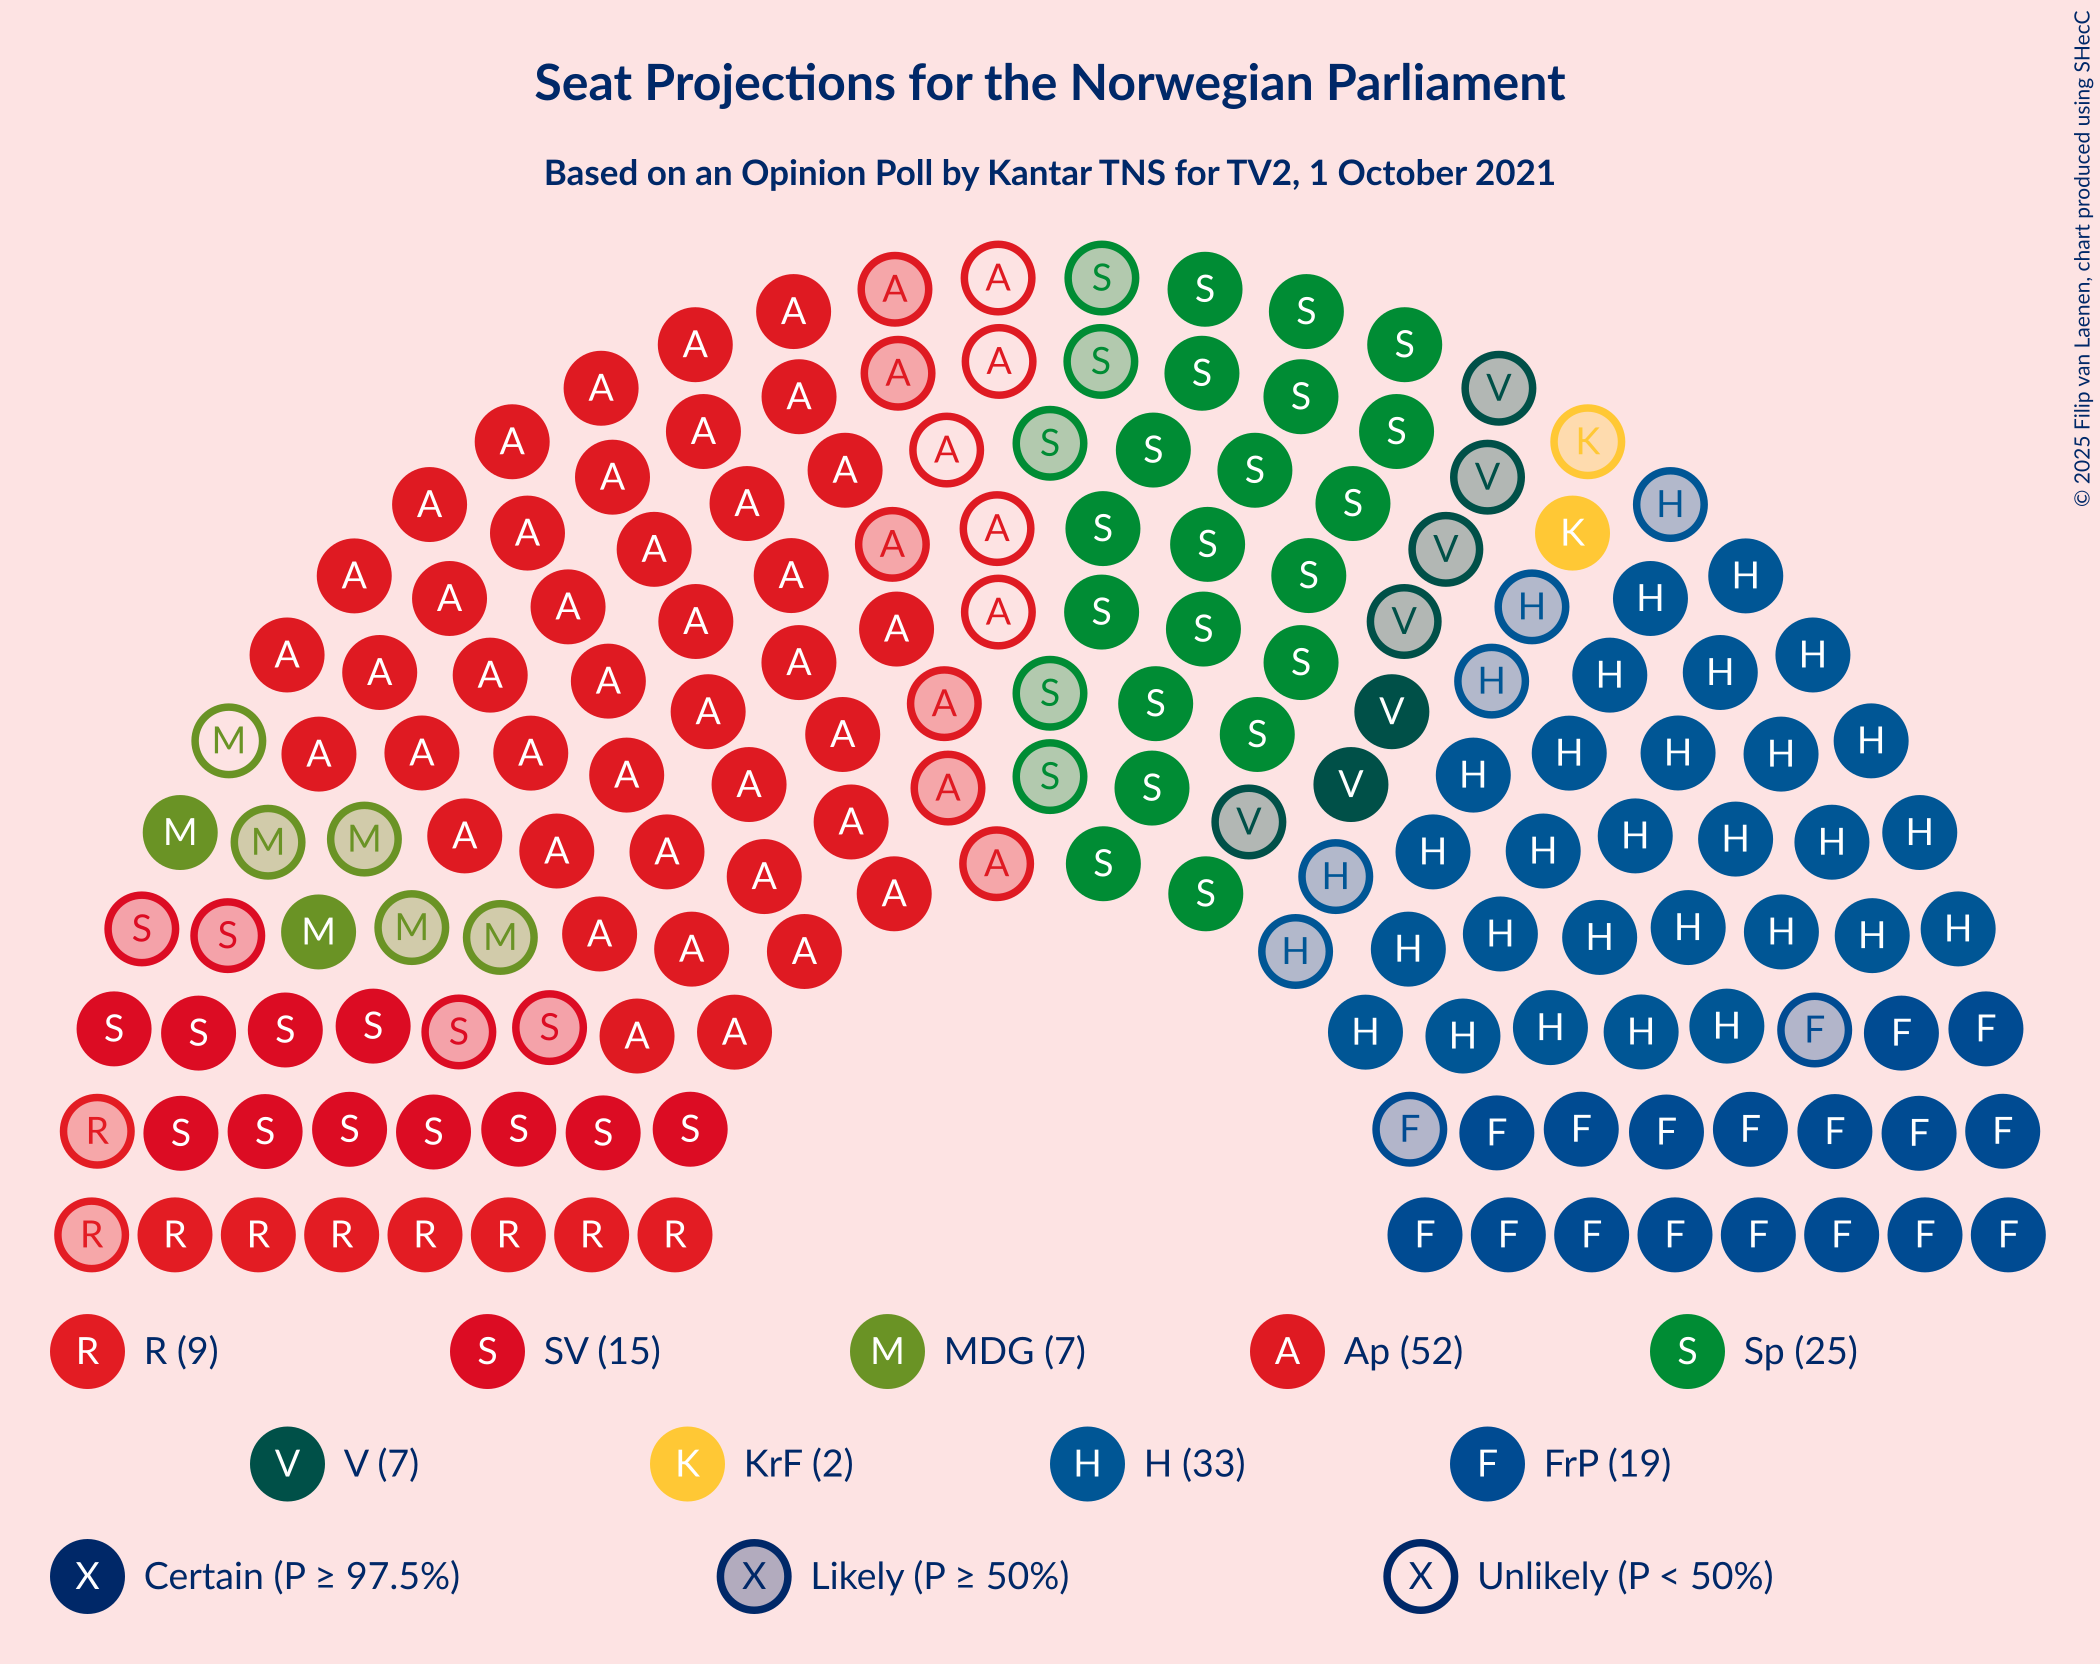 Seat Projections for the Norwegian Parliament
Based on an Opinion Poll by Kantar TNS for TV2, 1 October 2021
© 2025 Filip van Laenen, chart produced using SHecC
A A S S S S
A A A S S S V
A A A A S S S V K
A A A A S S S S V K H
A A A A A A S S S V H H H
A A A A A A S S S V H H H
A A A A A A S S S V H H H H
M A A A A A A S S V H H H H H
M M M A A A A A S V H H H H H H
S S M M M A A A A A S S H H H H H H H H H
S S S S S S A A H H H H H F F F
R S S S S S S S F F F F F F F F
R R R R R R R R F F F F F F F F
R R (9) S SV (15) M MDG (7) A Ap (52) S Sp (25)
V V (7) K KrF (2) H H (33) F FrP (19)
X Certain (P ≥ 97.5%) X Likely (P ≥ 50%) X Unlikely (P < 50%)